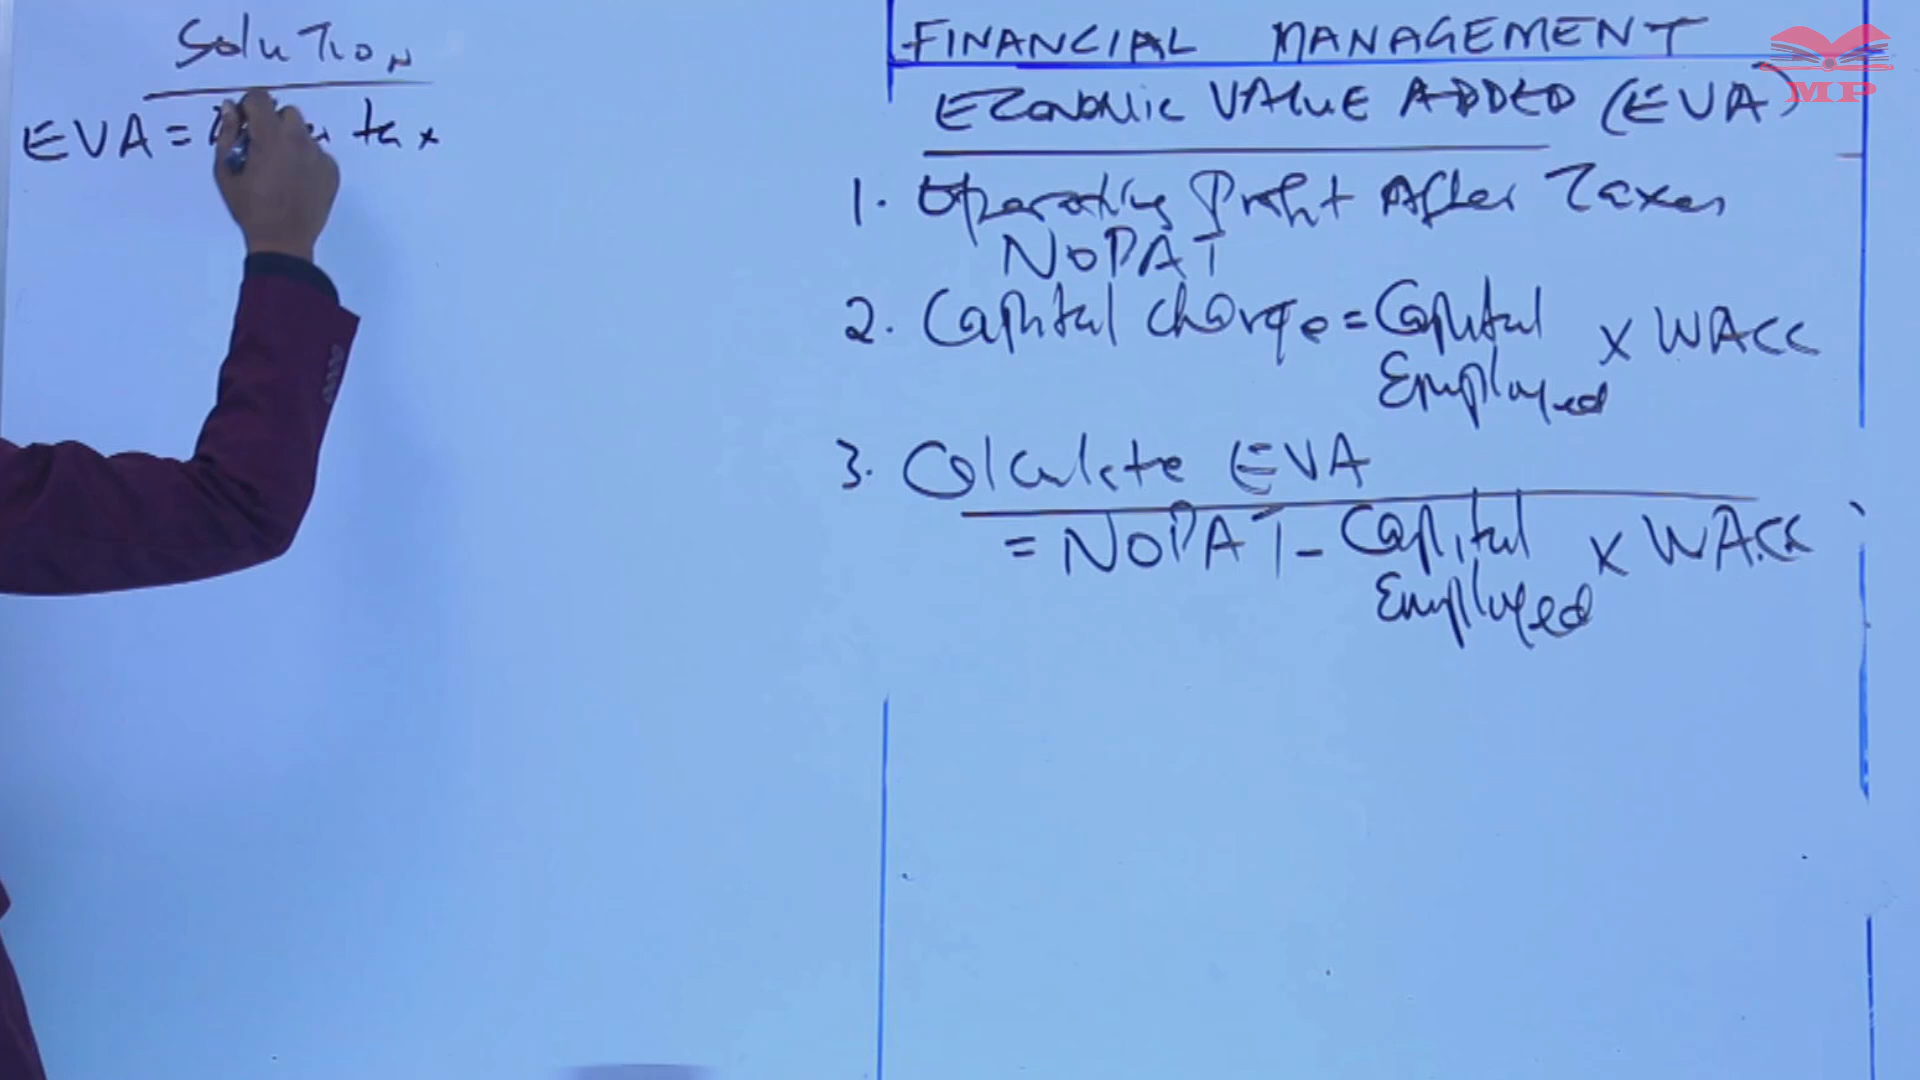 Solution
EVA = tax
FINANCIAL MANAGEMENT
ECONOMIC VALUE ADDED (EVA)
1. Operating Profit After Taxes
NOPAT
2. Capital charge = Capital Employed x WACC
3. Calculate EVA
= NOPAT - Capital Employed x WACC
MP